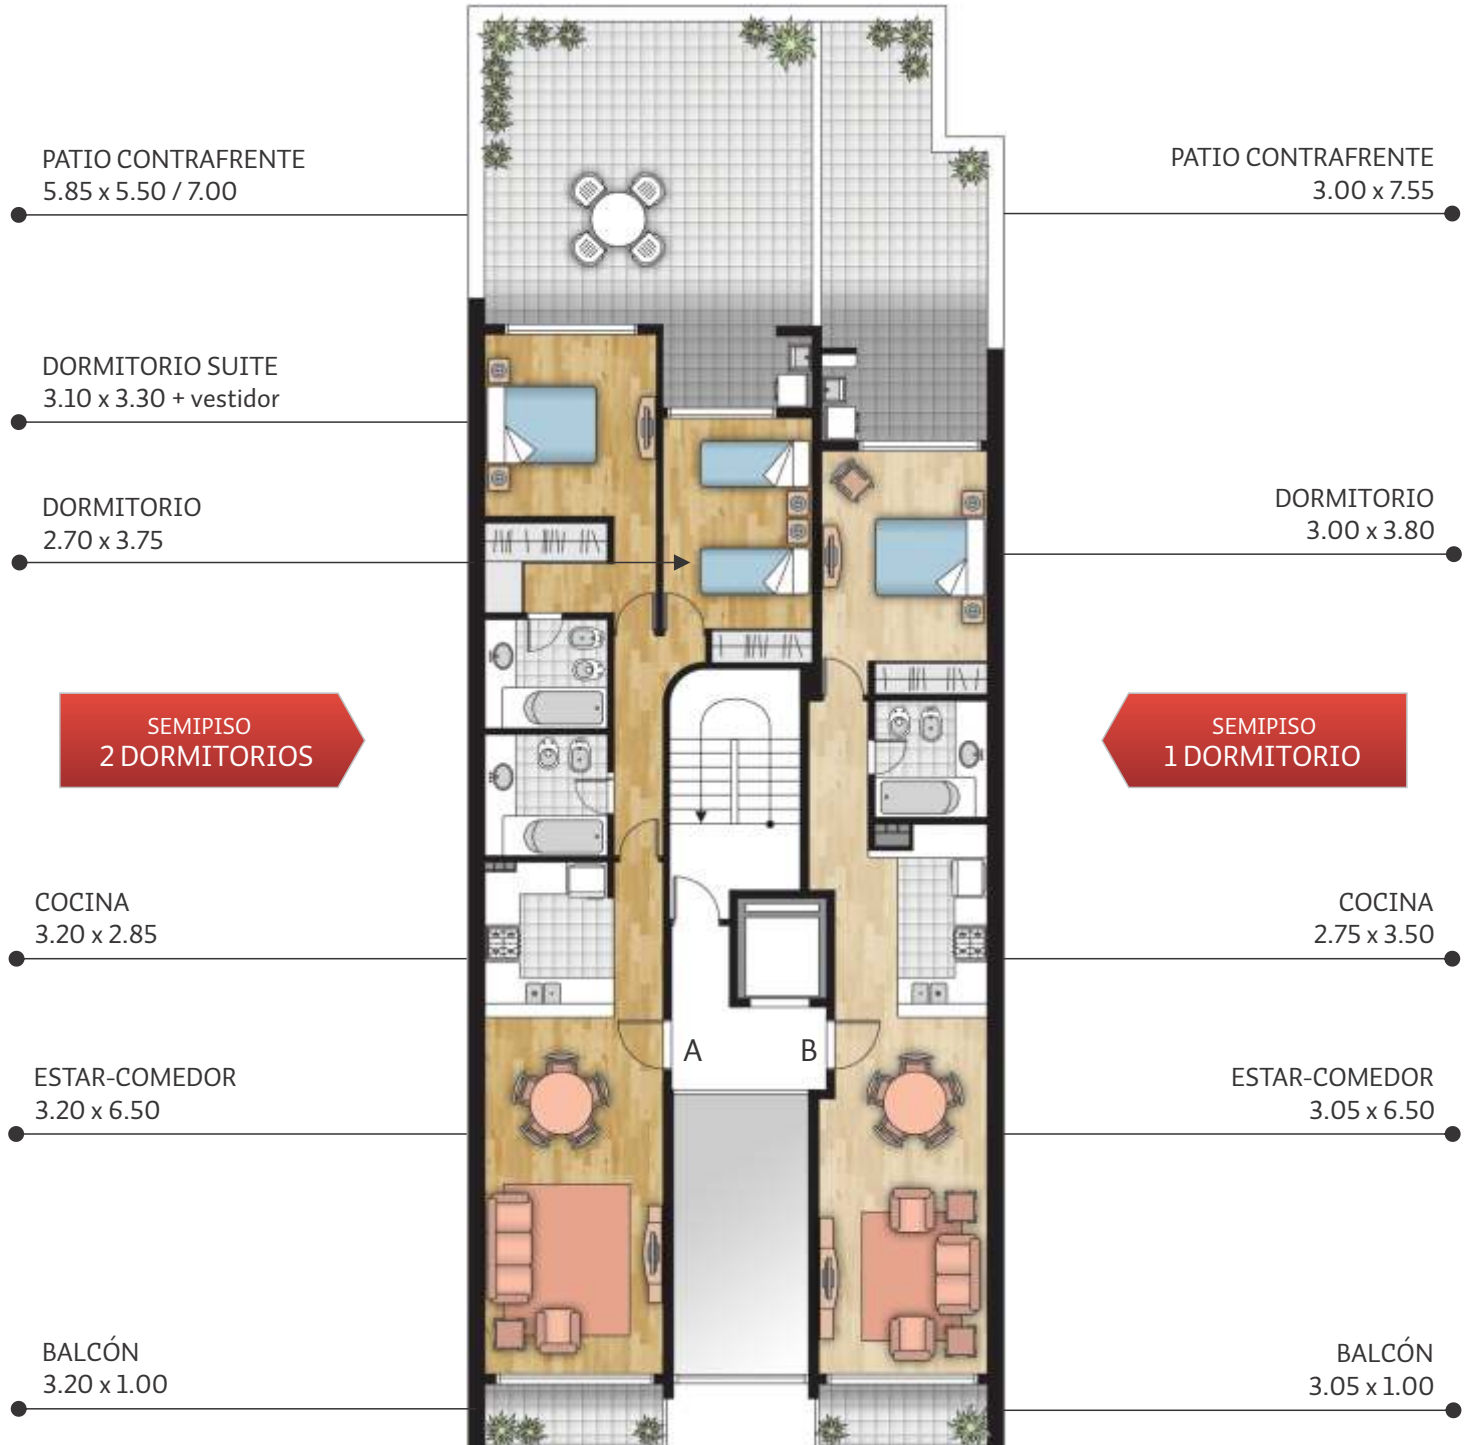 PATIO CONTRAFRENTE
5.85 x 5.50 / 7.00
DORMITORIO SUITE
3.10 x 3.30 + vestidor
DORMITORIO
2.70 x 3.75
SEMIPISO
2 DORMITORIOS
COCINA
3.20 x 2.85
ESTAR-COMEDOR
3.20 x 6.50
BALCÓN
3.20 x 1.00
A
B
PATIO CONTRAFRENTE
3.00 x 7.55
DORMITORIO
3.00 x 3.80
SEMIPISO
1 DORMITORIO
COCINA
2.75 x 3.50
ESTAR-COMEDOR
3.05 x 6.50
BALCÓN
3.05 x 1.00